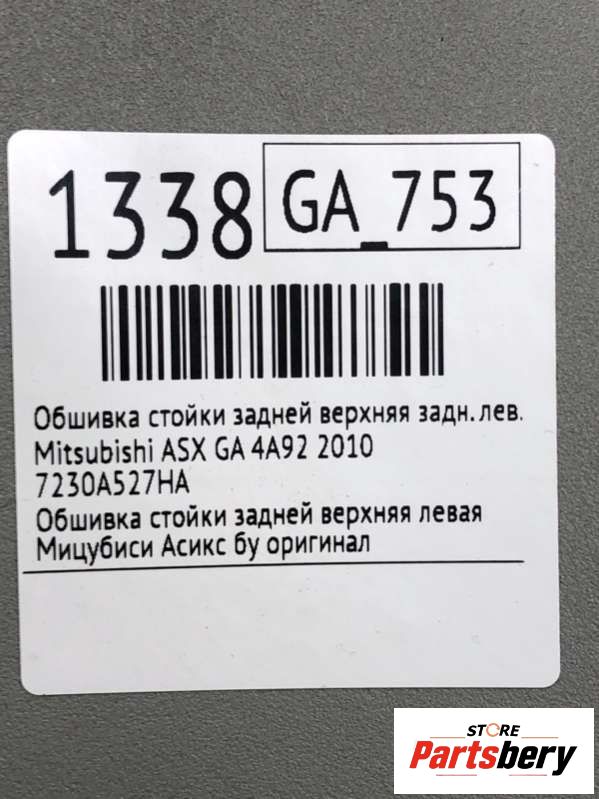 1338 GA_753
Обшивка стойки задней верхняя задн. лев.
Mitsubishi ASX GA 4A92 2010
7230A527HA
Обшивка стойки задней верхняя левая
Мицубиси Асикс бу оригинал
STORE
Partsbery